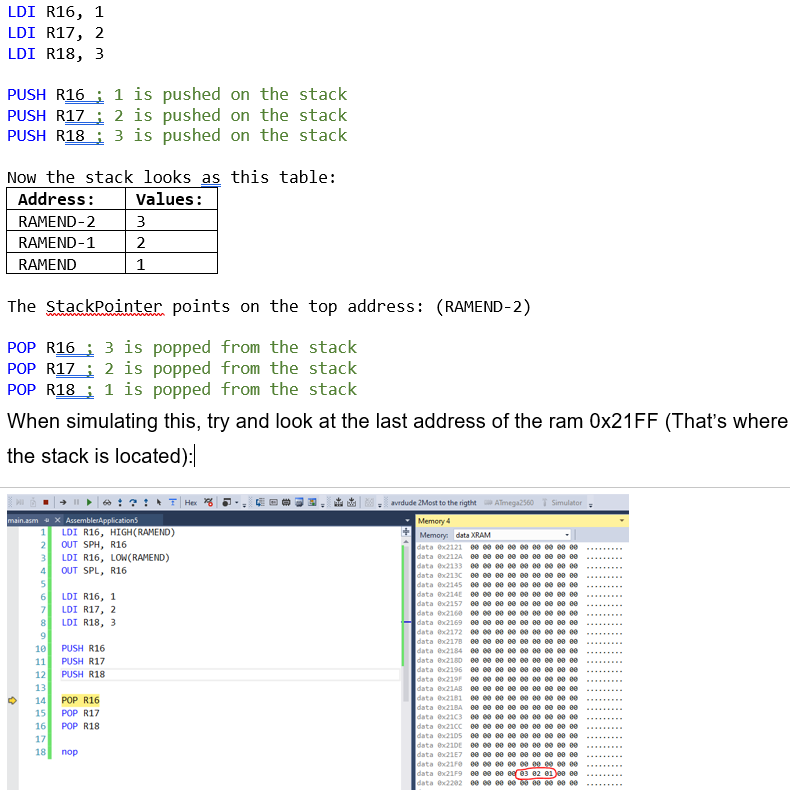 LDI R16, 1
LDI R17, 2
LDI R18, 3
PUSH R16 ; 1 is pushed on the stack
PUSH R17 ; 2 is pushed on the stack
PUSH R18 ; 3 is pushed on the stack
Now the stack looks as this table:
Address: Values:
RAMEND-2 3
RAMEND-1 2
RAMEND 1
The StackPointer points on the top address: (RAMEND-2)
POP R16 ; 3 is popped from the stack
POP R17 ; 2 is popped from the stack
POP R18 ; 1 is popped from the stack
When simulating this, try and look at the last address of the ram 0x21FF (That's where
the stack is located):
Hex avrdude 2Most to the rigtht ATmega2560 Simulator
main.asm AssemblerApplication5
1 LDI R16, HIGH(RAMEND)
2 OUT SPH, R16
3 LDI R16, LOW(RAMEND)
4 OUT SPL, R16
5
6 LDI R16, 1
7 LDI R17, 2
8 LDI R18, 3
9
10 PUSH R16
11 PUSH R17
12 PUSH R18
13
14 POP R16
15 POP R17
16 POP R18
17
18 nop
Memory 4
Memory: data XRAM
data 0x2121 00 00 00 00 00 00 00 00 00 .........
data 0x212A 00 00 00 00 00 00 00 00 00 .........
data 0x2133 00 00 00 00 00 00 00 00 00 .........
data 0x213C 00 00 00 00 00 00 00 00 00 .........
data 0x2145 00 00 00 00 00 00 00 00 00 .........
data 0x214E 00 00 00 00 00 00 00 00 00 .........
data 0x2157 00 00 00 00 00 00 00 00 00 .........
data 0x2160 00 00 00 00 00 00 00 00 00 .........
data 0x2169 00 00 00 00 00 00 00 00 00 .........
data 0x2172 00 00 00 00 00 00 00 00 00 .........
data 0x217B 00 00 00 00 00 00 00 00 00 .........
data 0x2184 00 00 00 00 00 00 00 00 00 .........
data 0x218D 00 00 00 00 00 00 00 00 00 .........
data 0x2196 00 00 00 00 00 00 00 00 00 .........
data 0x219F 00 00 00 00 00 00 00 00 00 .........
data 0x21A8 00 00 00 00 00 00 00 00 00 .........
data 0x21B1 00 00 00 00 00 00 00 00 00 .........
data 0x21BA 00 00 00 00 00 00 00 00 00 .........
data 0x21C3 00 00 00 00 00 00 00 00 00 .........
data 0x21CC 00 00 00 00 00 00 00 00 00 .........
data 0x21D5 00 00 00 00 00 00 00 00 00 .........
data 0x21DE 00 00 00 00 00 00 00 00 00 .........
data 0x21E7 00 00 00 00 00 00 00 00 00 .........
data 0x21F0 00 00 00 00 00 00 00 00 00 .........
data 0x21F9 00 00 00 00 03 02 01 00 00 .........
data 0x2202 00 00 00 00 00 00 00 00 00 .........